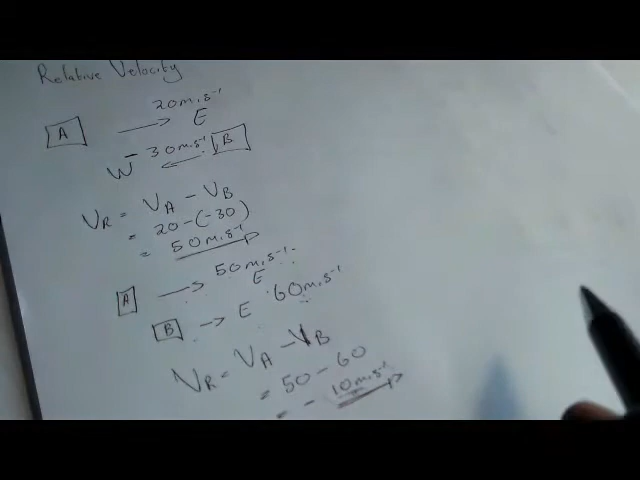 Relative Velocity
20m.s⁻¹
A → E
W - 30m.s⁻¹ ← B
VR = VA - VB
= 20-(-30)
= 50m.s⁻¹
A → 50m.s⁻¹.
E
B → E 60m.s⁻¹
VR = VA - VB
= 50 - 60
= - 10m.s⁻¹